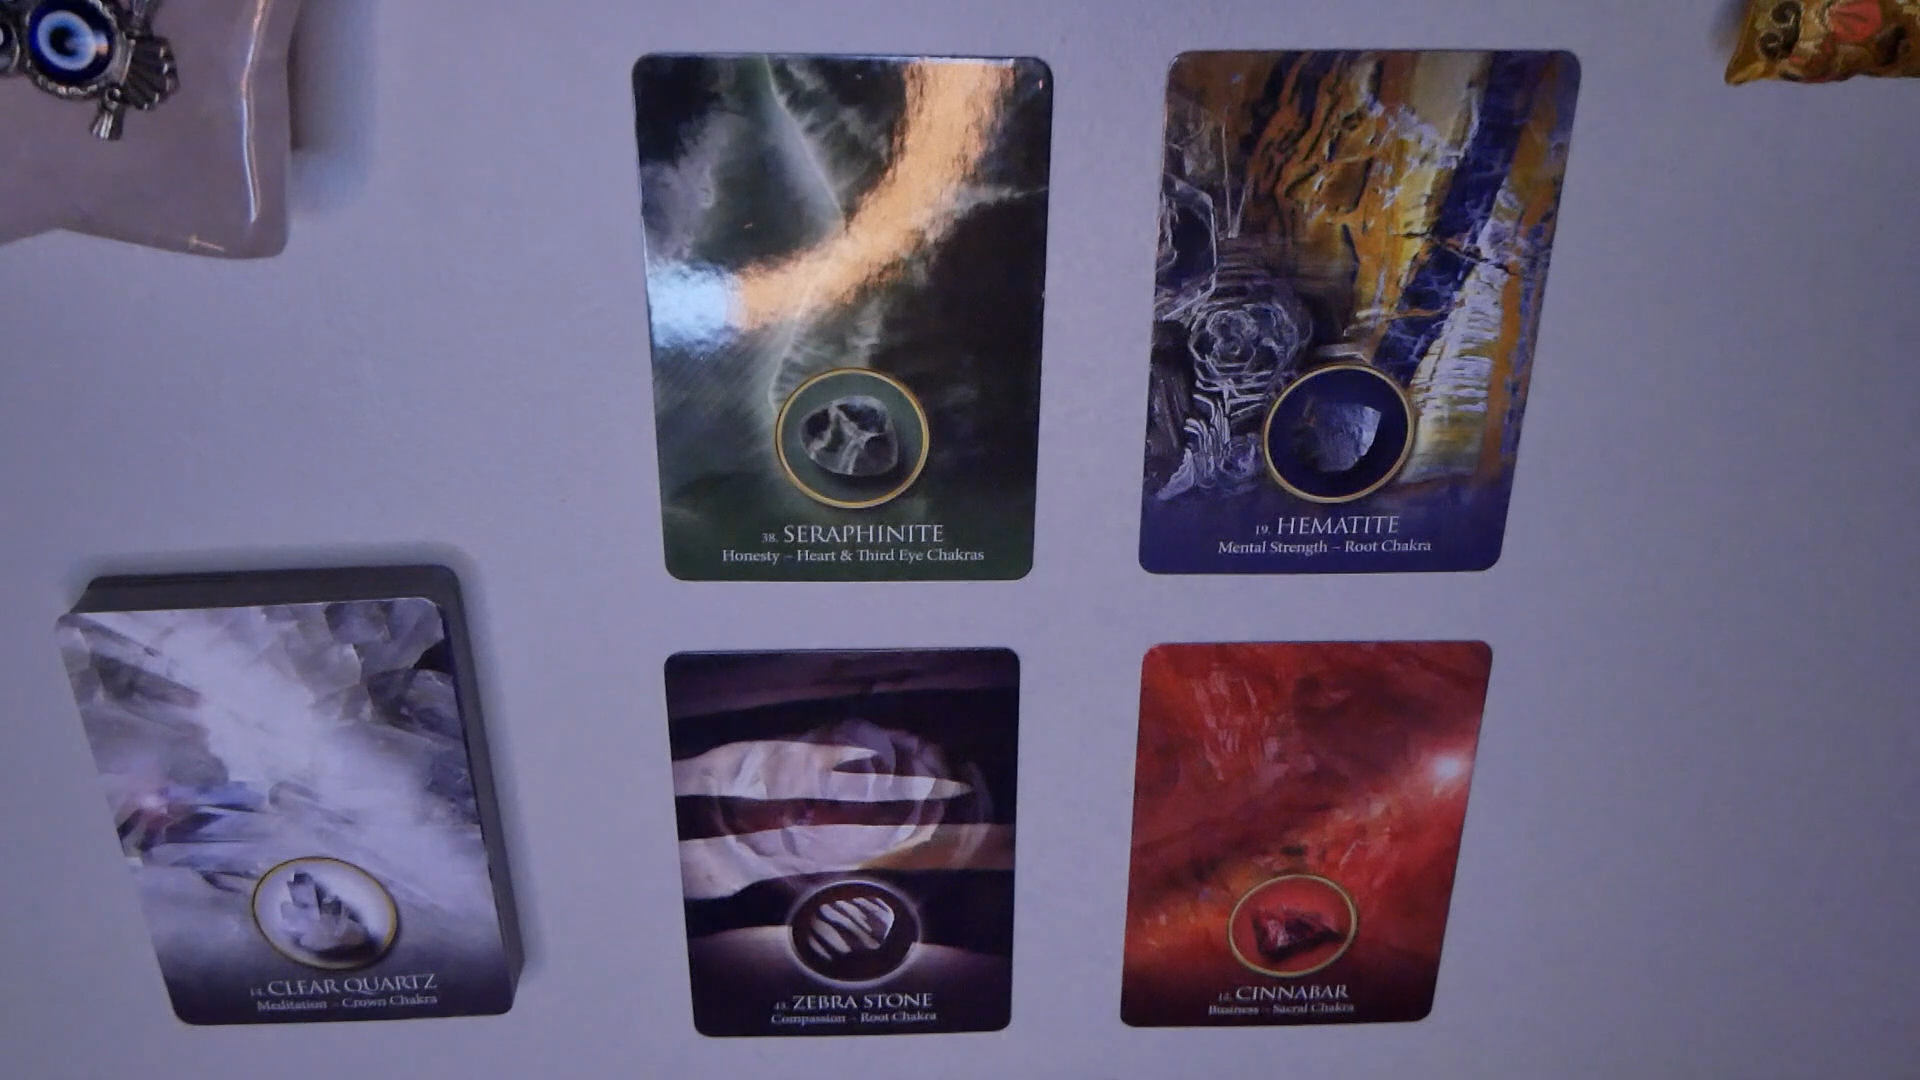 38. SERAPHINITE
Honesty – Heart & Third Eye Chakras
19. HEMATITE
Mental Strength – Root Chakra
14. CLEAR QUARTZ
Meditation – Crown Chakra
ZEBRA STONE
Compassion – Root Chakra
CINNABAR
Business – Sacral Chakra